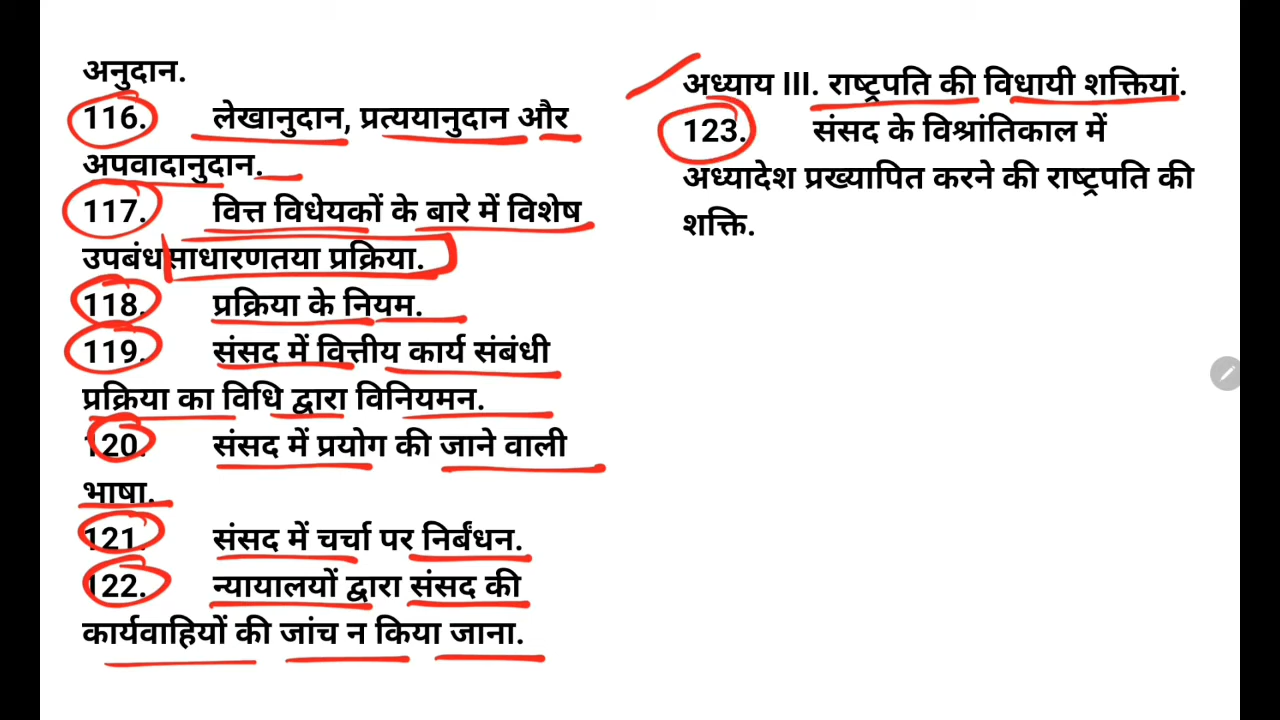 अनुदान.
116. लेखानुदान, प्रत्ययानुदान और
अपवादानुदान.
117. वित्त विधेयकों के बारे में विशेष
उपबंधसाधारणतया प्रक्रिया.
118. प्रक्रिया के नियम.
119. संसद में वित्तीय कार्य संबंधी
प्रक्रिया का विधि द्वारा विनियमन.
120. संसद में प्रयोग की जाने वाली
भाषा.
121. संसद में चर्चा पर निर्बंधन.
122. न्यायालयों द्वारा संसद की
कार्यवाहियों की जांच न किया जाना.
अध्याय III. राष्ट्रपति की विधायी शक्तियां.
123. संसद के विश्रांतिकाल में
अध्यादेश प्रख्यापित करने की राष्ट्रपति की
शक्ति.